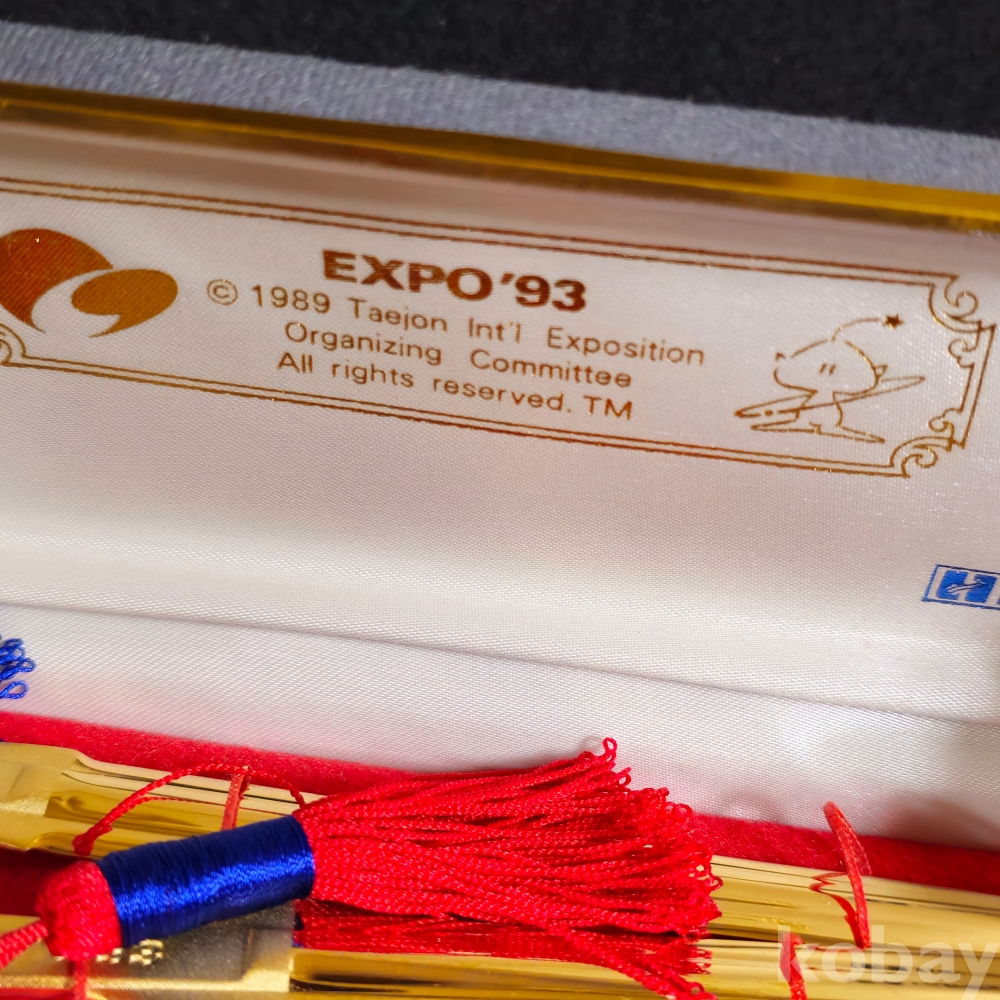 EXPO '93
© 1989 Taejon Int'l Exposition
Organizing Committee
All rights reserved. TM
H
kobay